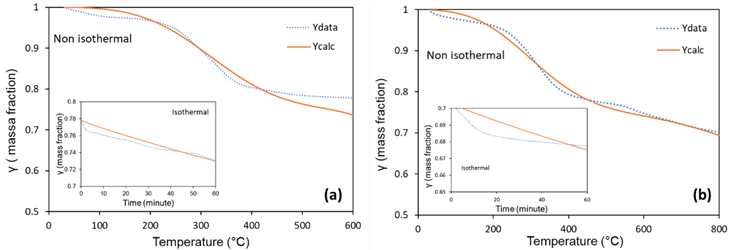 1
0.9
0.8
0.7
0.6
0.5
0 100 200 300 400 500 600
γ ( massa fraction)
Temperature (°C)
Non isothermal
Ydata
Ycalc
(a)
0.8
0.78
0.76
0.74
0.72
0.7
0 10 20 30 40 50 60
γ (mass fraction)
Time (minute)
Isothermal
1
0.9
0.8
0.7
0.6
0.5
0 200 400 600 800
γ (mass fraction)
Temperature (°C)
Non isothermal
Ydata
Ycalc
(b)
0.7
0.69
0.68
0.67
0.66
0.65
0 20 40 60
γ (mass fraction)
Time (minute)
Isothermal